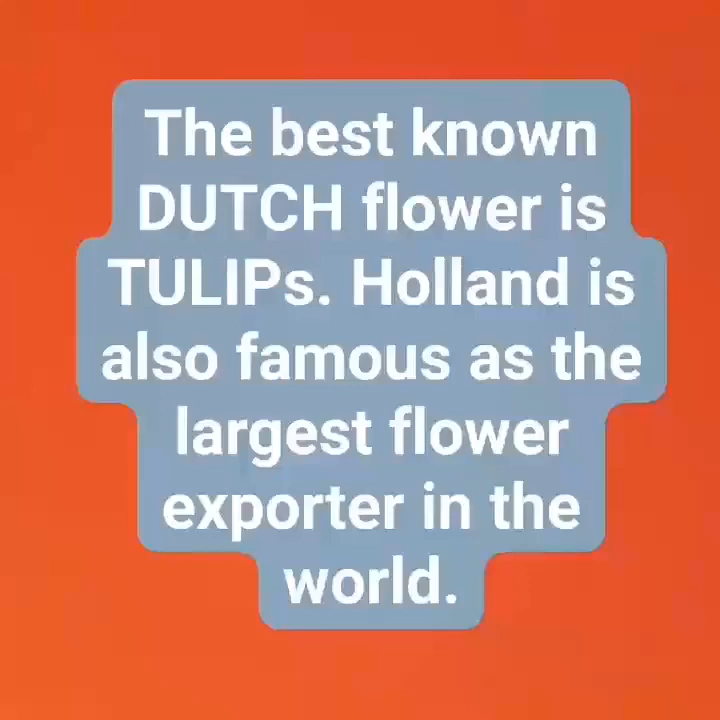 The best known
DUTCH flower is
TULIPs. Holland is
also famous as the
largest flower
exporter in the
world.